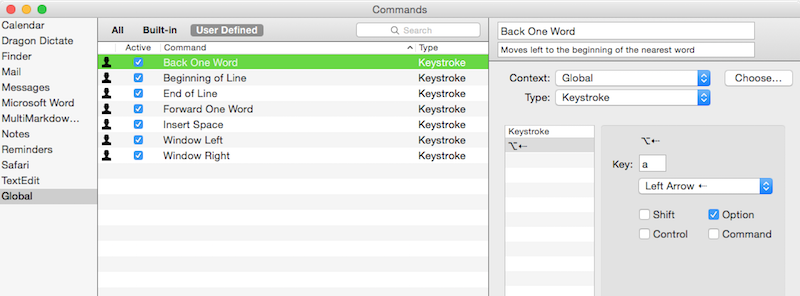 Commands
Calendar
Dragon Dictate
Finder
Mail
Messages
Microsoft Word
MultiMarkdow...
Notes
Reminders
Safari
TextEdit
Global
All Built-in User Defined Search
Active Command Type
Back One Word Keystroke
Beginning of Line Keystroke
End of Line Keystroke
Forward One Word Keystroke
Insert Space Keystroke
Window Left Keystroke
Window Right Keystroke
Back One Word
Moves left to the beginning of the nearest word
Context: Global Choose...
Type: Keystroke
Keystroke
⌥←
⌥←
Key: a
Left Arrow ←
Shift Option
Control Command